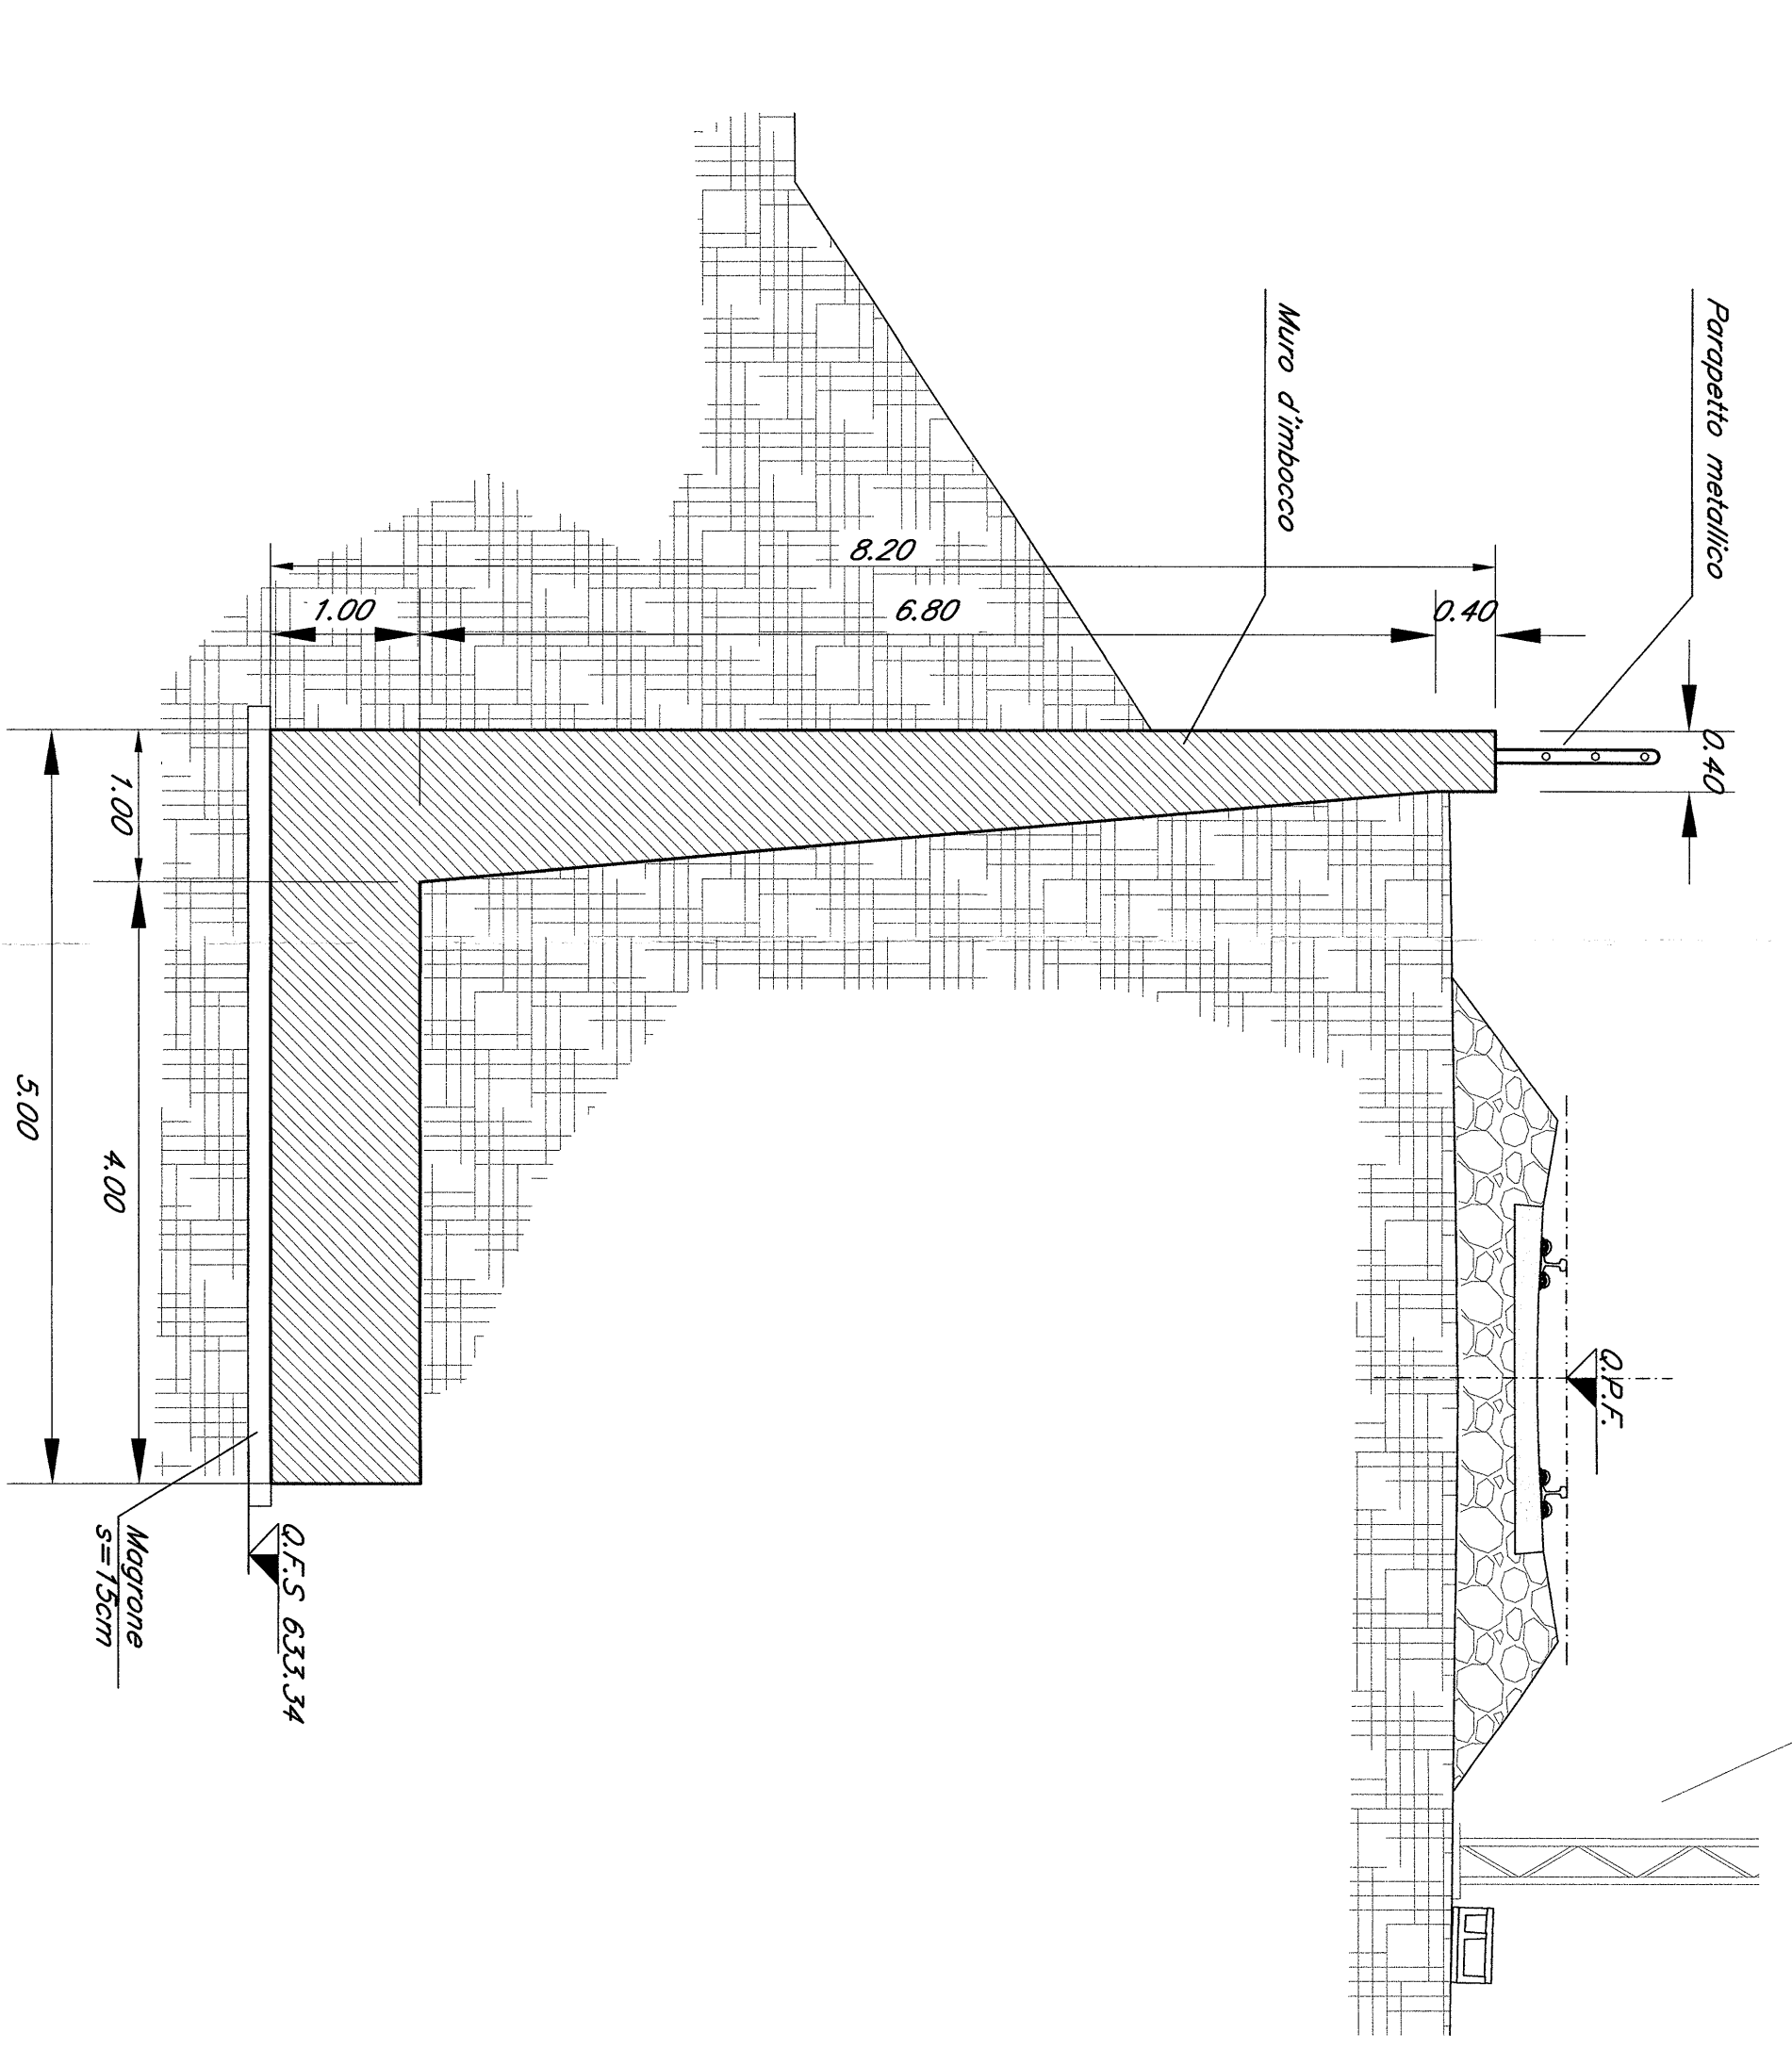 Parapetto metallico
0.40
Muro d'imbocco
8.20
1.00
6.80
0.40
Q.P.F.
1.00
4.00
5.00
Q.F.S 633.34
Magrone
s=15cm